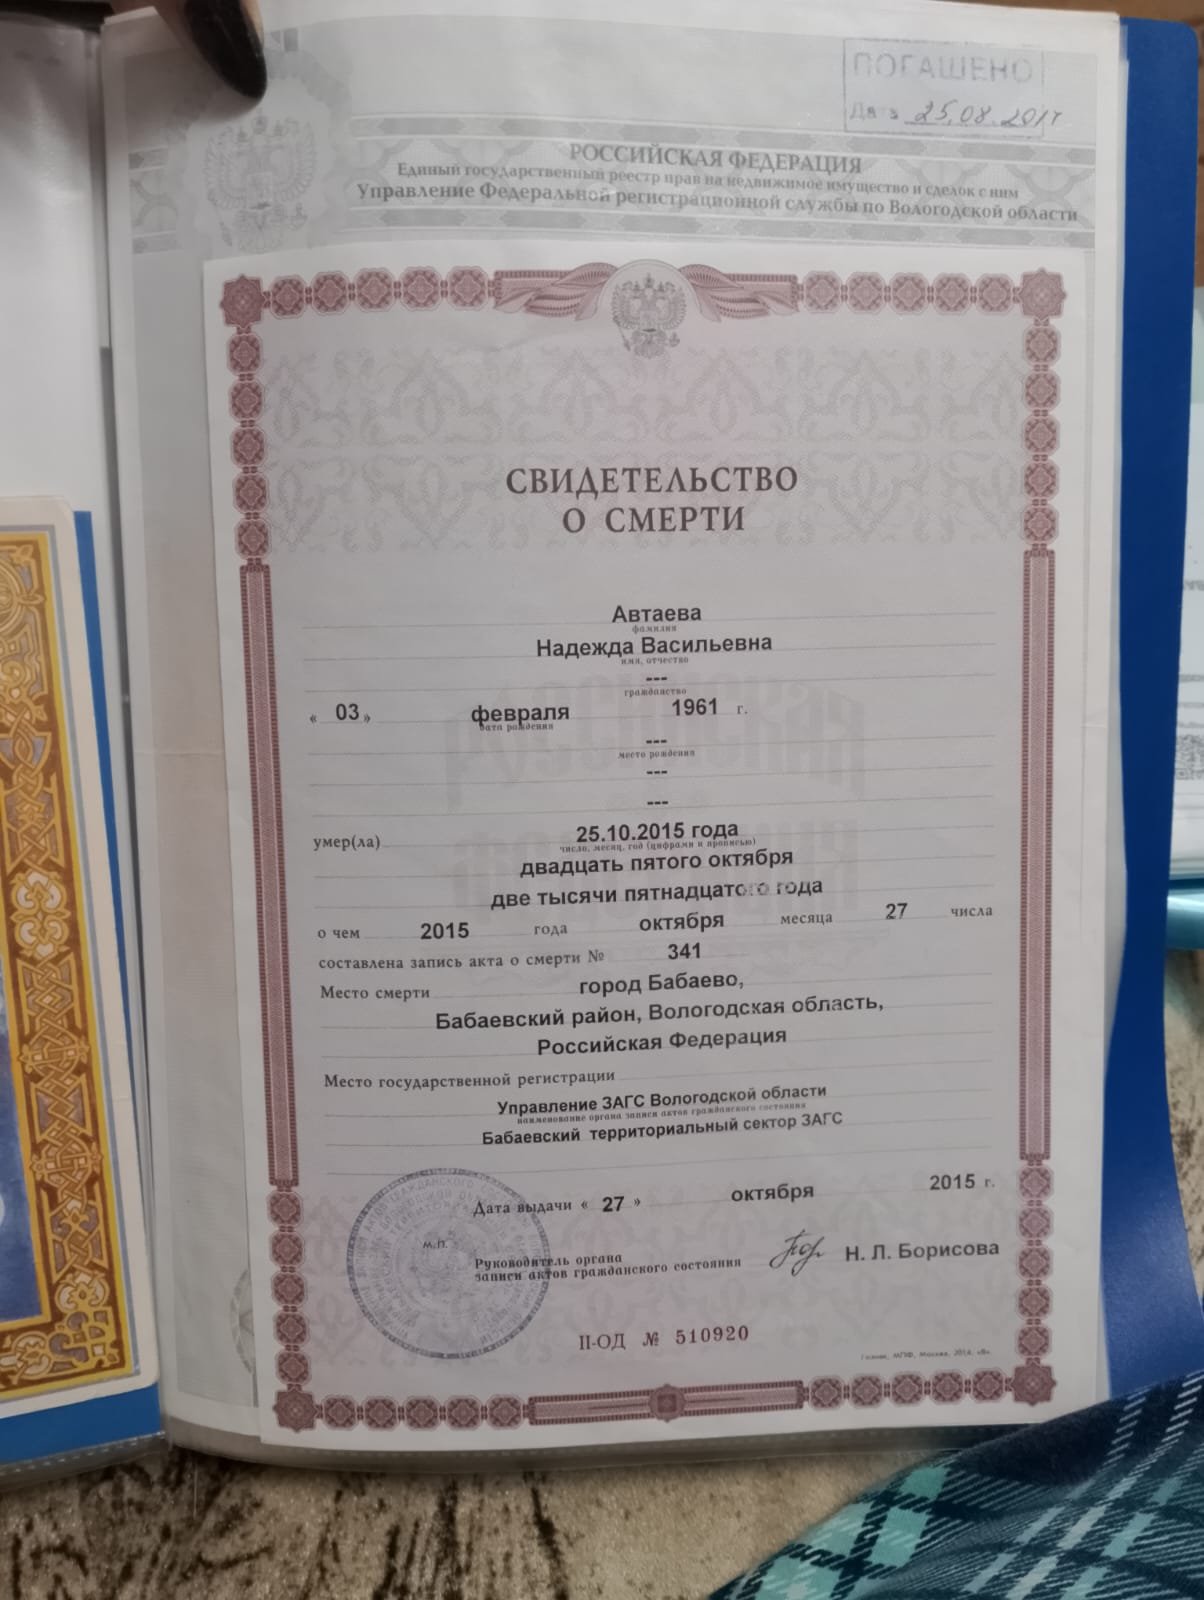 ПОГАШЕНО
Дата 25.08.201
РОССИЙСКАЯ ФЕДЕРАЦИЯ
Единый государственный реестр прав на недвижимое имущество и сделок с ним
Управление Федеральной регистрационной службы по Вологодской области
СВИДЕТЕЛЬСТВО
О СМЕРТИ
Автаева
фамилия
Надежда Васильевна
имя, отчество
---
гражданство
« 03 » февраля 1961 г.
дата рождения
---
место рождения
---
---
умер(ла) 25.10.2015 года
число, месяц, год (цифрами и прописью)
двадцать пятого октября
две тысячи пятнадцатого года
о чем 2015 года октября месяца 27 числа
составлена запись акта о смерти № 341
Место смерти город Бабаево,
Бабаевский район, Вологодская область,
Российская Федерация
Место государственной регистрации
Управление ЗАГС Вологодской области
наименование органа записи актов гражданского состояния
Бабаевский территориальный сектор ЗАГС
Дата выдачи « 27 » октября 2015 г.
М.П.
Руководитель органа
записи актов гражданского состояния Н. Л. Борисова
II-ОД № 510920
Гознак, МПФ, Москва, 2014, «В».